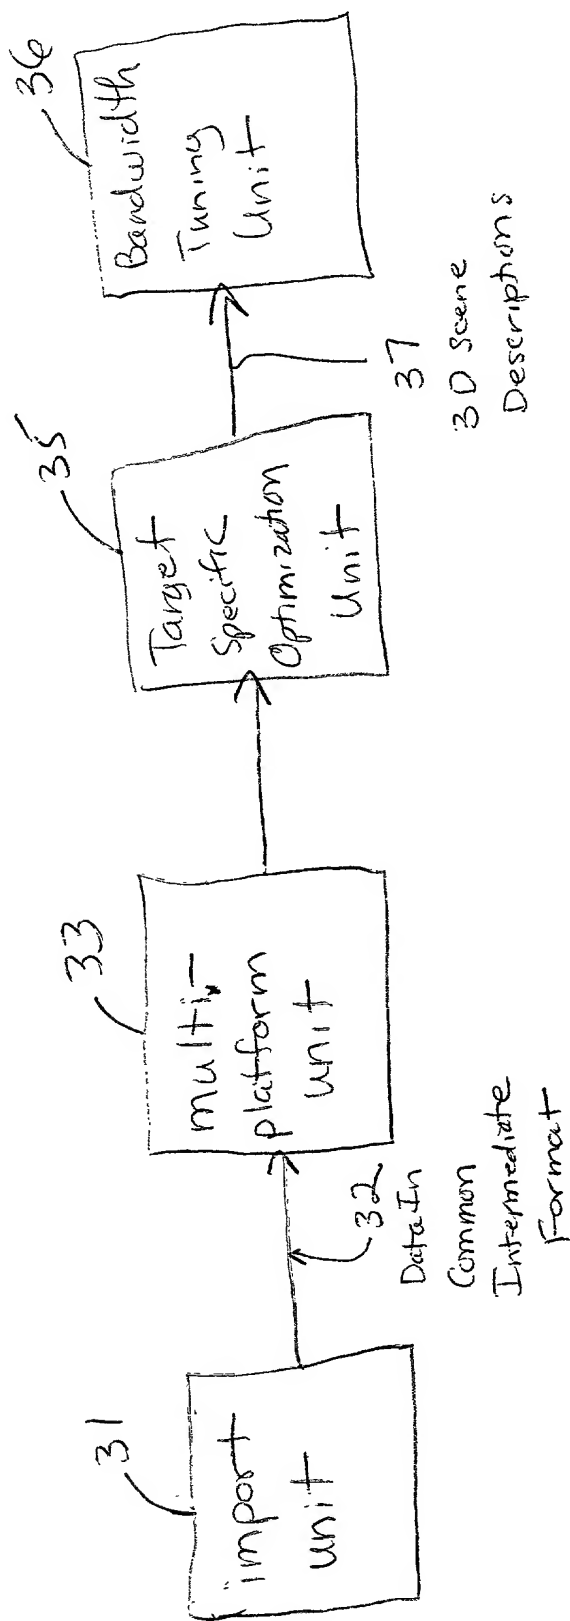 31
import
unit
32
Data In
Common
Intermediate
Format
33
multi-
platform
unit
35
Target
Specific
Optimization
Unit
37
3D Scene
Descriptions
36
Bandwidth
Tuning
Unit